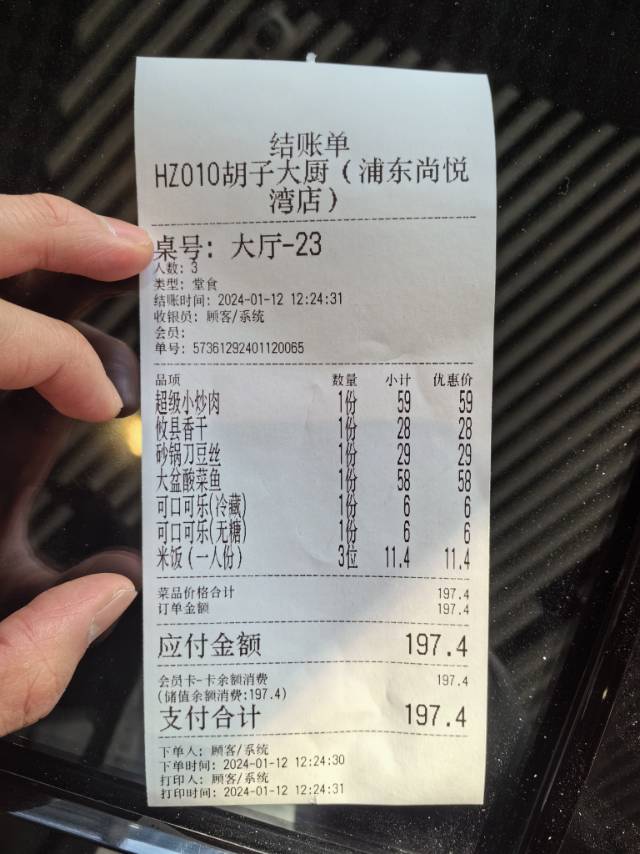 结账单
HZ010胡子大厨（浦东尚悦
湾店）
桌号: 大厅-23
人数: 3
类型: 堂食
结账时间: 2024-01-12 12:24:31
收银员: 顾客/系统
会员:
单号: 57361292401120065
品项 数量 小计 优惠价
超级小炒肉 1份 59 59
攸县香干 1份 28 28
砂锅刀豆丝 1份 29 29
大盆酸菜鱼 1份 58 58
可口可乐(冷藏) 1份 6 6
可口可乐(无糖) 1份 6 6
米饭（一人份） 3位 11.4 11.4
菜品价格合计 197.4
订单金额 197.4
应付金额 197.4
会员卡-卡余额消费 197.4
(储值余额消费:197.4)
支付合计 197.4
下单人: 顾客/系统
下单时间: 2024-01-12 12:24:30
打印人: 顾客/系统
打印时间: 2024-01-12 12:24:31